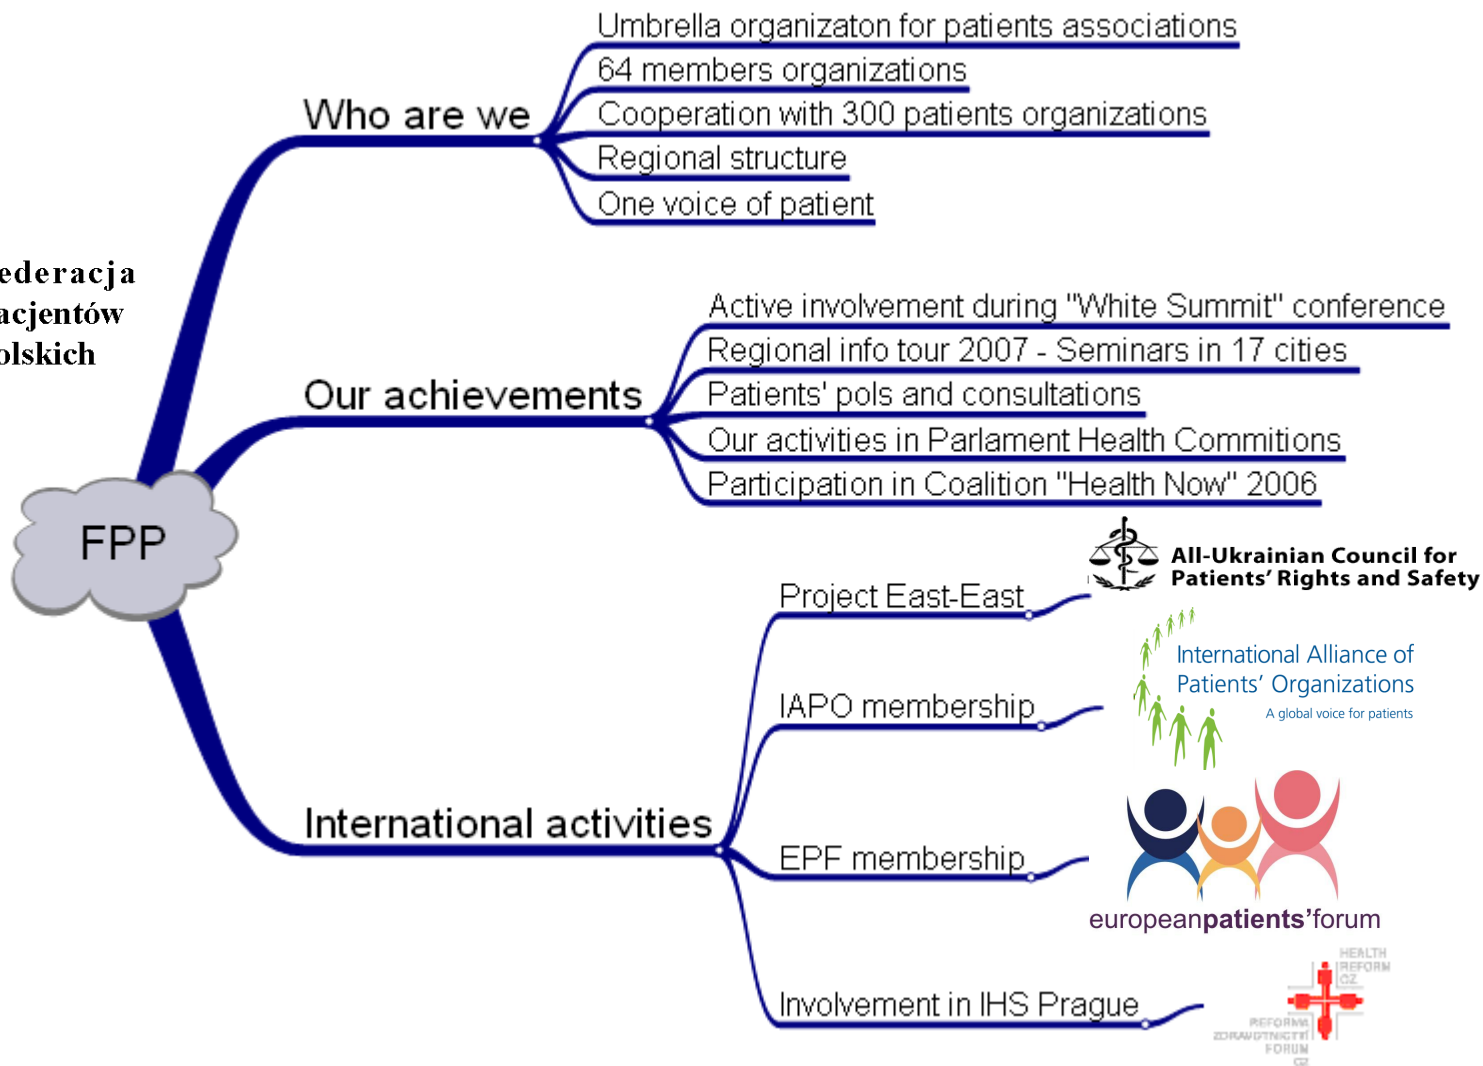 Umbrella organizaton for patients associations
64 members organizations
Who are we
Cooperation with 300 patients organizations
Regional structure
One voice of patient
ederacja
acjentów
olskich
Active involvement during "White Summit" conference
Regional info tour 2007 - Seminars in 17 cities
Our achievements
Patients' pols and consultations
Our activities in Parlament Health Commitions
Participation in Coalition "Health Now" 2006
FPP
Project East-East
All-Ukrainian Council for
Patients' Rights and Safety
IAPO membership
International Alliance of
Patients' Organizations
A global voice for patients
International activities
EPF membership
europeanpatients'forum
Involvement in IHS Prague
HEALTH
REFORM
CZ
REFORMA
ZDRAVOTNICTVÍ
FORUM
CZ